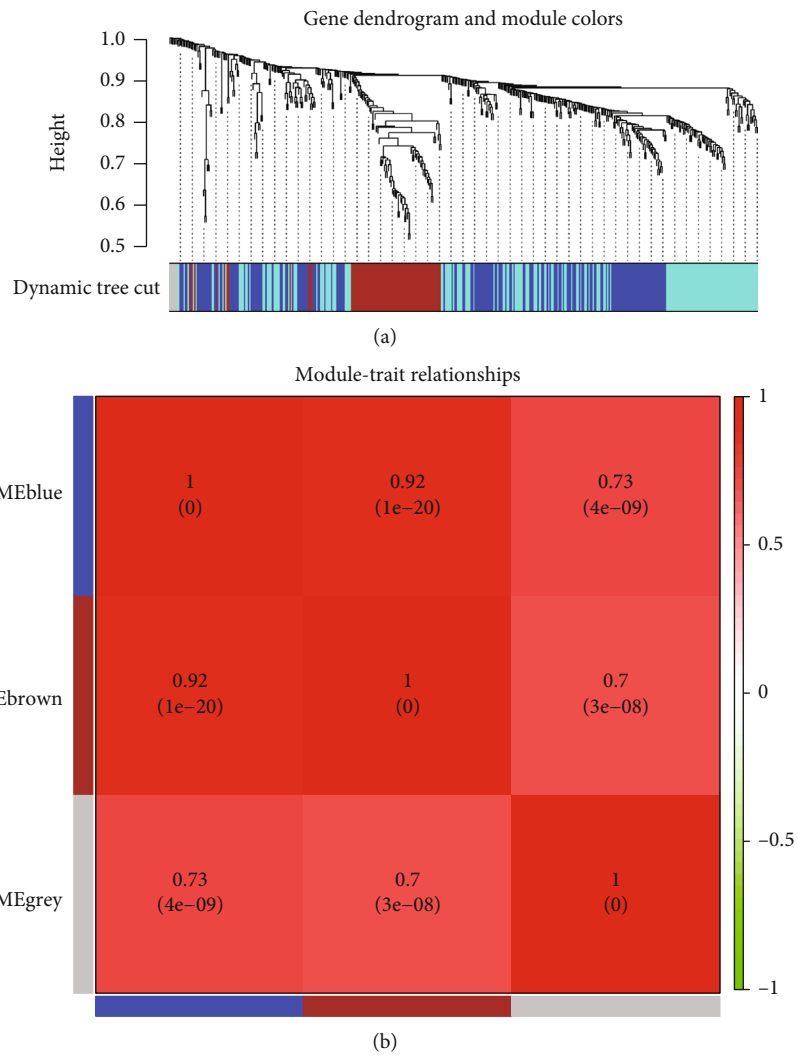 Gene dendrogram and module colors
1.0
0.9
0.8
0.7
0.6
0.5
Height
Dynamic tree cut
(a)
Module-trait relationships
MEblue
1
(0)
0.92
(1e−20)
0.73
(4e−09)
Ebrown
0.92
(1e−20)
1
(0)
0.7
(3e−08)
MEgrey
0.73
(4e−09)
0.7
(3e−08)
1
(0)
1
0.5
0
−0.5
−1
(b)